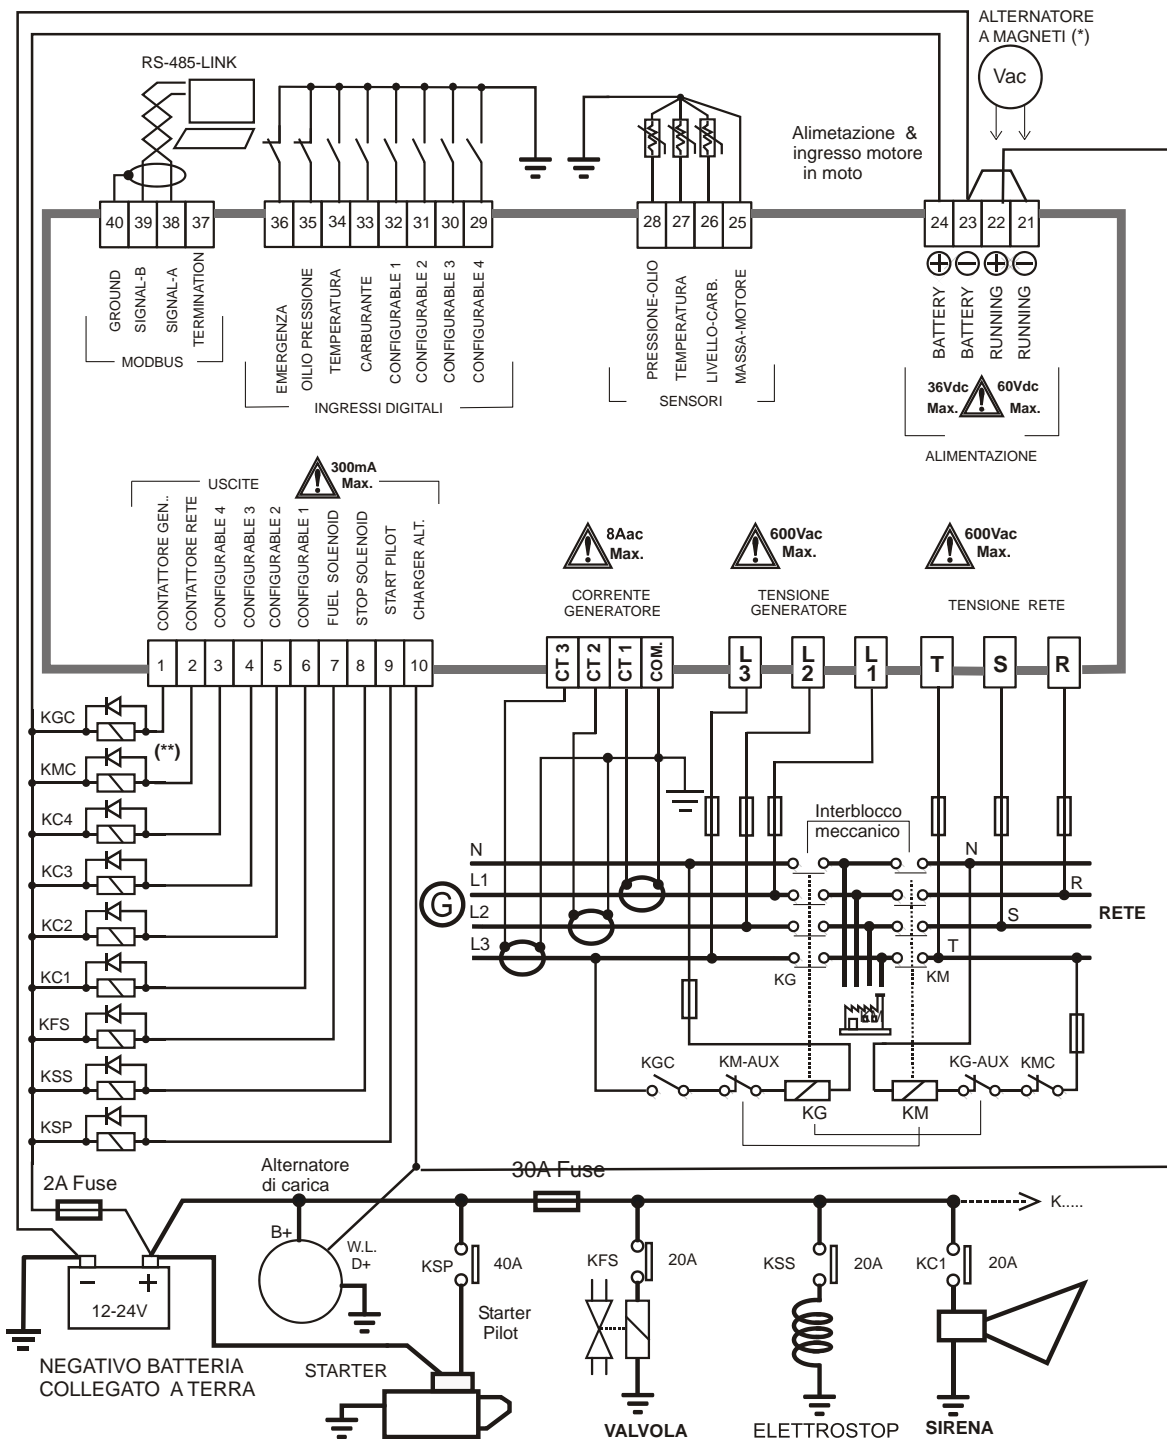 ALTERNATORE
A MAGNETI (*)
Vac
RS-485-LINK
Alimetazione &
ingresso motore
in moto
40 39 38 37
36 35 34 33 32 31 30 29
28 27 26 25
24 23 22 21
GROUND
SIGNAL-B
SIGNAL-A
TERMINATION
MODBUS
EMERGENZA
OILIO PRESSIONE
TEMPERATURA
CARBURANTE
CONFIGURABLE 1
CONFIGURABLE 2
CONFIGURABLE 3
CONFIGURABLE 4
INGRESSI DIGITALI
PRESSIONE-OLIO
TEMPERATURA
LIVELLO-CARB.
MASSA-MOTORE
SENSORI
BATTERY
BATTERY
RUNNING
RUNNING
36Vdc
Max.
60Vdc
Max.
ALIMENTAZIONE
USCITE
300mA
Max.
CONTATTORE GEN..
CONTATTORE RETE
CONFIGURABLE 4
CONFIGURABLE 3
CONFIGURABLE 2
CONFIGURABLE 1
FUEL SOLENOID
STOP SOLENOID
START PILOT
CHARGER ALT.
8Aac
Max.
CORRENTE
GENERATORE
600Vac
Max.
TENSIONE
GENERATORE
600Vac
Max.
TENSIONE RETE
1 2 3 4 5 6 7 8 9 10
CT 3 CT 2 CT 1 COM.
L3 L2 L1
T S R
KGC
(**)
KMC
KC4
KC3
KC2
KC1
KFS
KSS
KSP
Interblocco
meccanico
N
N
G
L1
R
L2
S
RETE
L3
T
KG
KM
KGC
KM-AUX
KG-AUX
KMC
KG
KM
2A Fuse
Alternatore
di carica
30A Fuse
K.....
B+
W.L.
D+
KSP
40A
KFS
20A
KSS
20A
KC1
20A
– +
12-24V
Starter
Pilot
NEGATIVO BATTERIA
COLLEGATO A TERRA
STARTER
VALVOLA
ELETTROSTOP
SIRENA